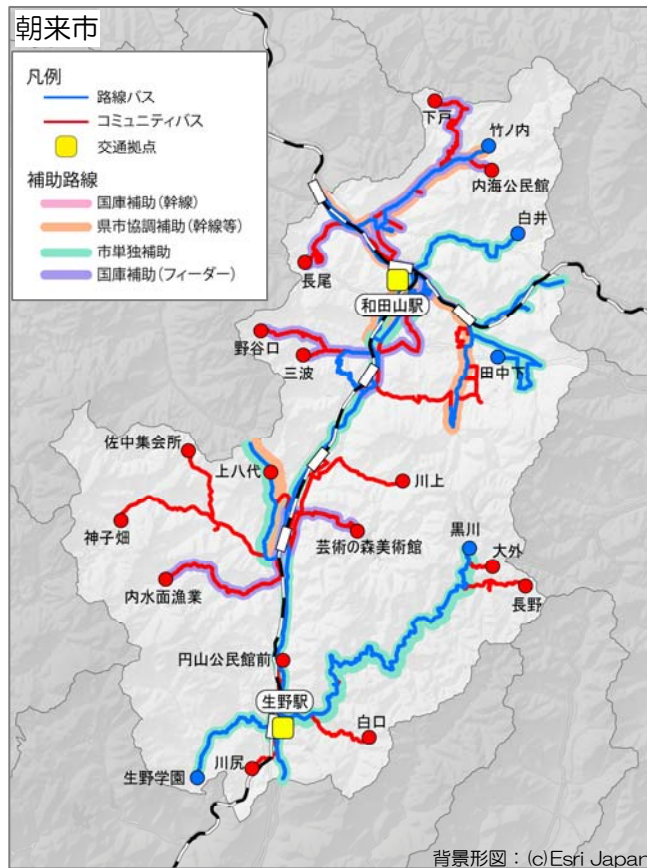 朝来市
凡例
路線バス
コミュニティバス
交通拠点
補助路線
国庫補助(幹線)
県市協調補助(幹線等)
市単独補助
国庫補助(フィーダー)
下戸
竹ノ内
内海公民館
白井
長尾
和田山駅
野谷口
三波
田中下
佐中集会所
上八代
川上
神子畑
芸術の森美術館
黒川
大外
内水面漁業
長野
円山公民館前
生野駅
白口
川尻
生野学園
背景形図：(c)Esri Japan